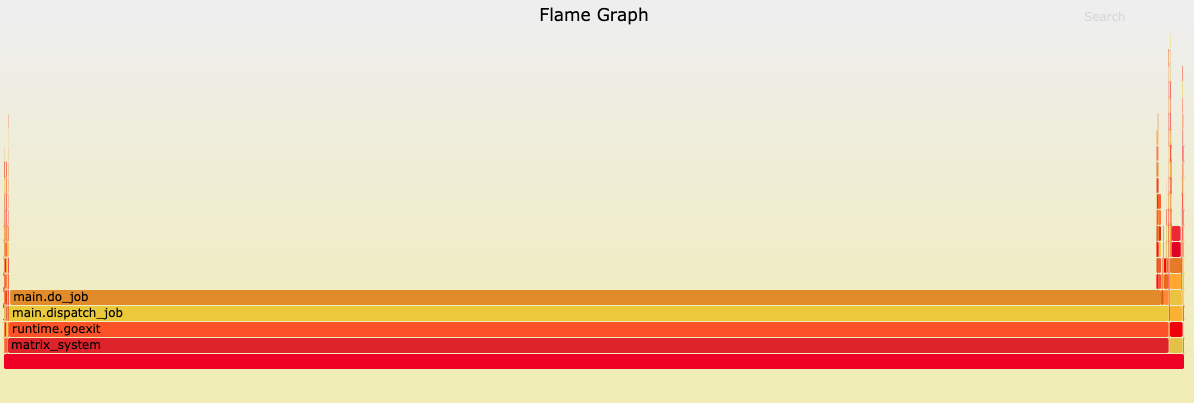 Flame Graph
Search
main.do_job
main.dispatch_job
runtime.goexit
matrix_system